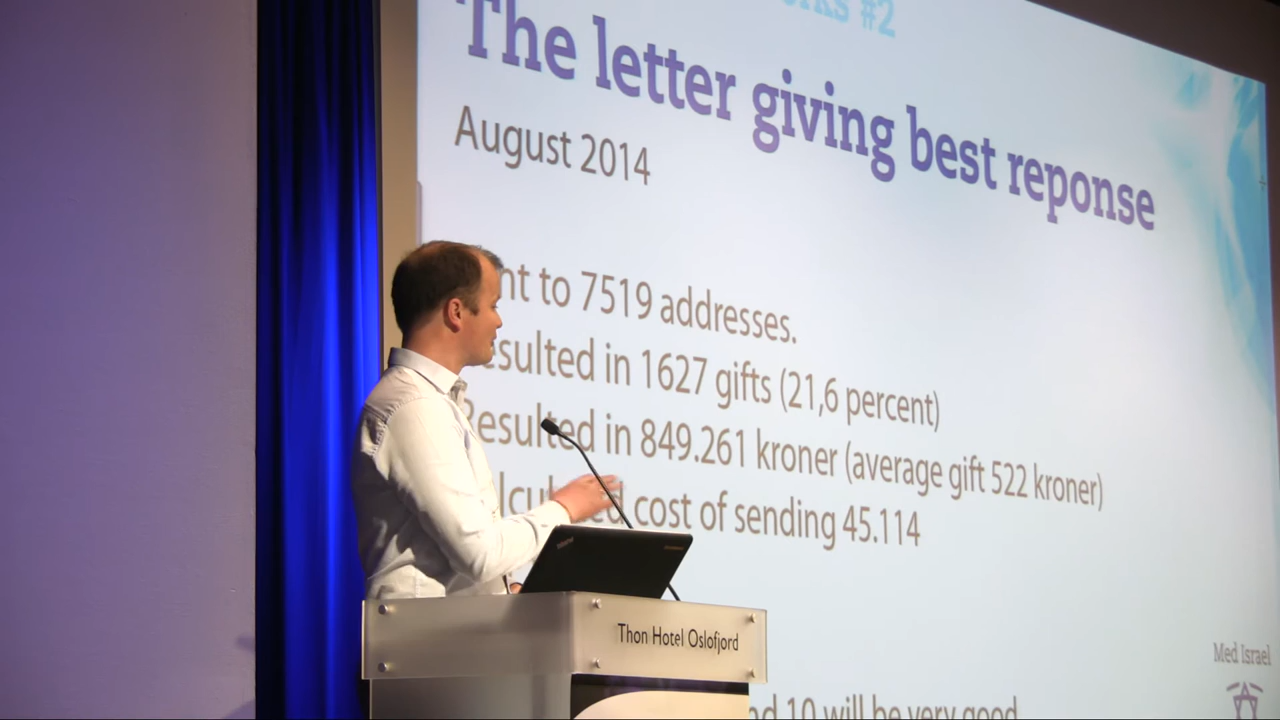 #2
The letter giving best reponse
August 2014
to 7519 addresses.
in 1627 gifts (21,6 percent)
Resulted in 849.261 kroner (average gift 522 kroner)
cost of sending 45.114
Thon Hotel Oslofjord
Med Israel
10 will be very good